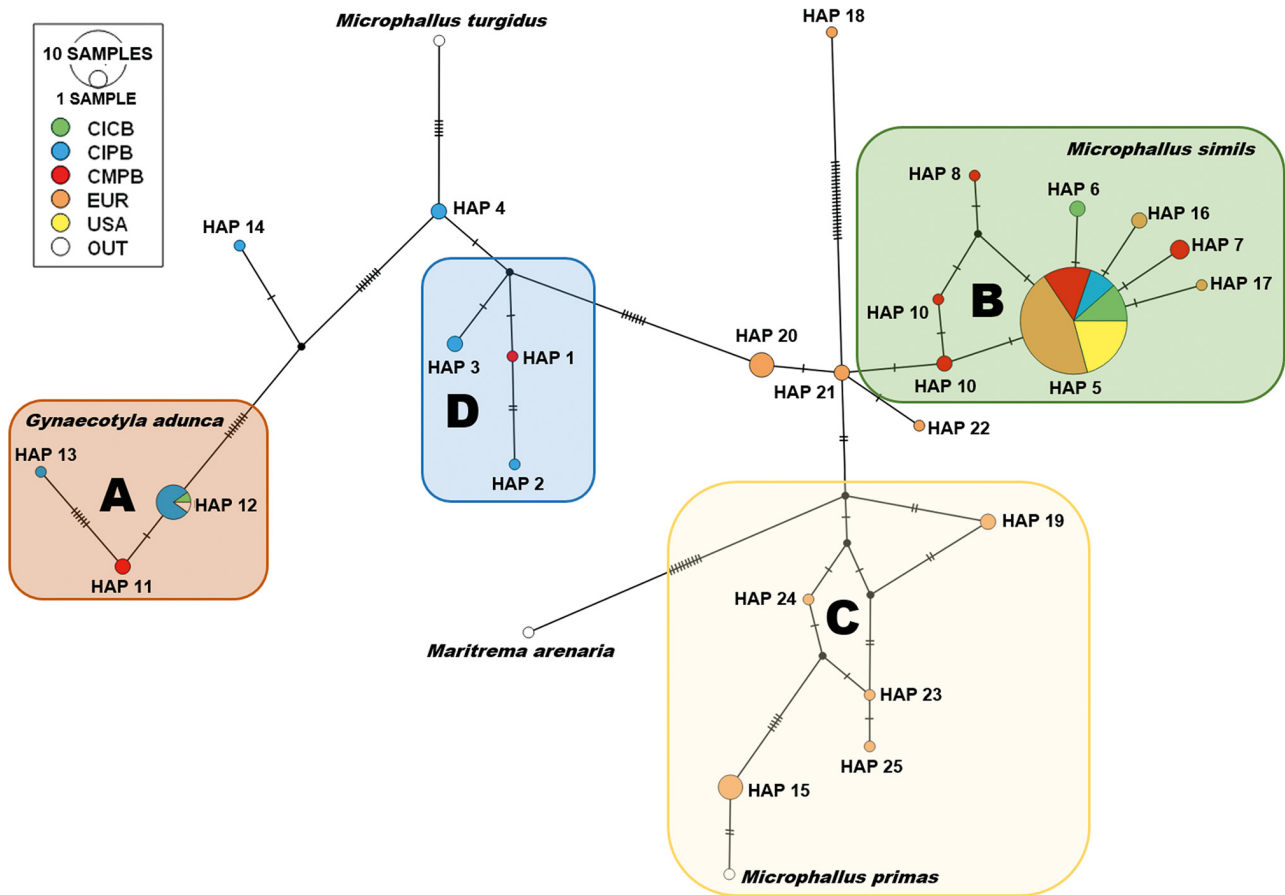 Microphallus turgidus
HAP 18
10 SAMPLES
1 SAMPLE
CICB
CIPB
CMPB
EUR
USA
OUT
Microphallus simils
HAP 8
HAP 6
HAP 16
HAP 7
HAP 17
HAP 10
B
HAP 10
HAP 5
HAP 4
HAP 14
HAP 3
HAP 1
D
HAP 2
HAP 20
HAP 21
HAP 22
Gynaecotyla adunca
HAP 13
A
HAP 12
HAP 11
HAP 19
HAP 24
C
Maritrema arenaria
HAP 23
HAP 25
HAP 15
Microphallus primas